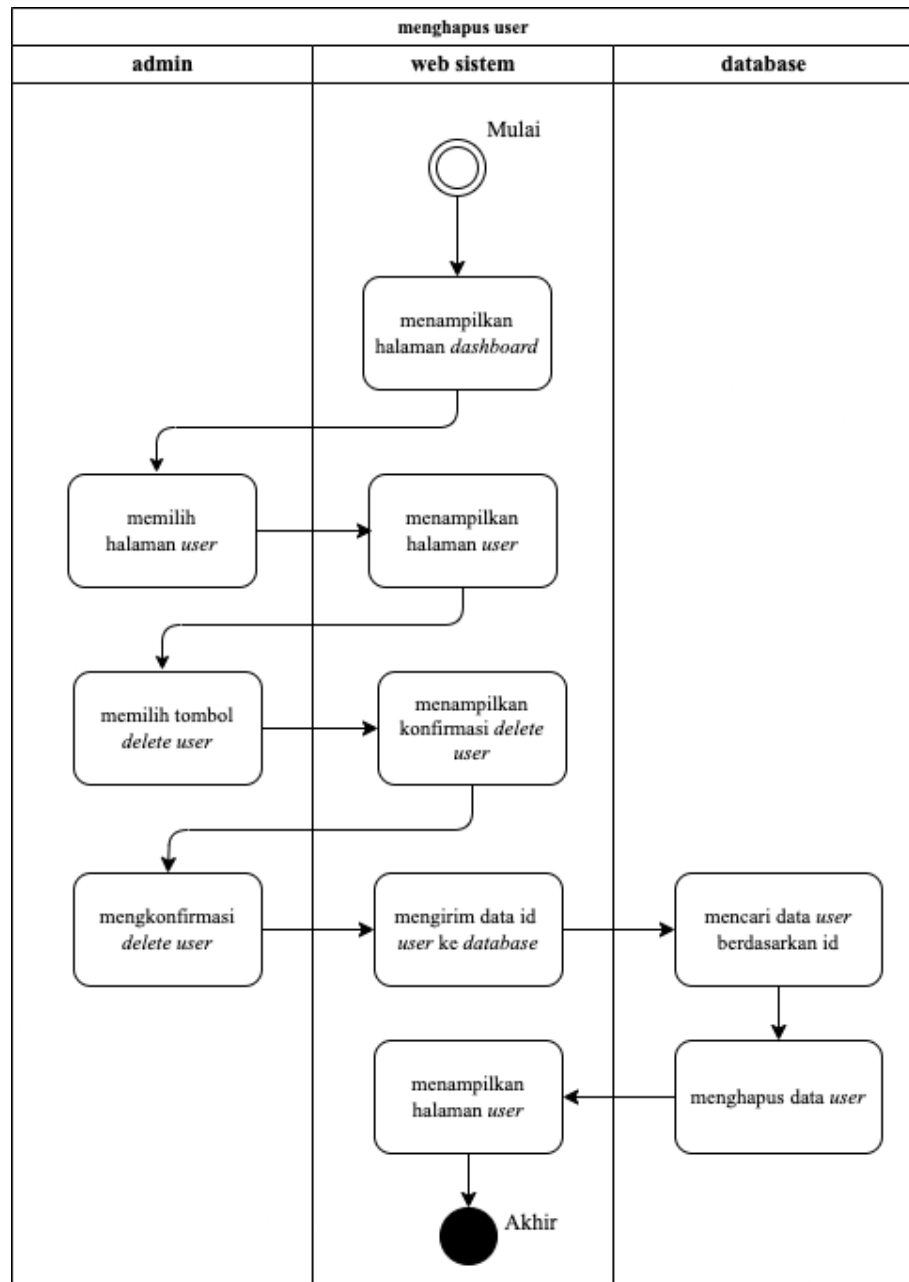 menghapus user
admin
web sistem
database
Mulai
menampilkan
halaman dashboard
memilih
halaman user
menampilkan
halaman user
memilih tombol
delete user
menampilkan
konfirmasi delete
user
mengkonfirmasi
delete user
mengirim data id
user ke database
mencari data user
berdasarkan id
menampilkan
halaman user
menghapus data user
Akhir